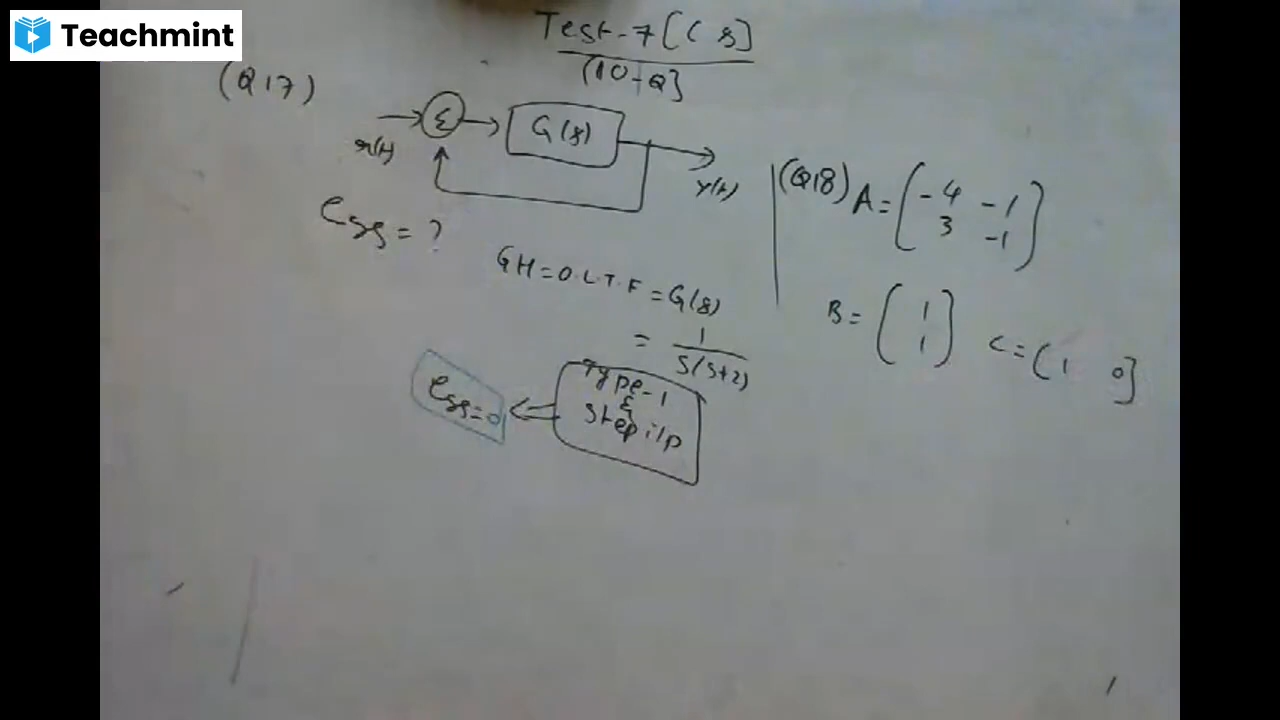 Teachmint
Test-7 [C s]
(10-Q]
(Q17)
Σ
G(s)
r(t)
y(t)
ess = ?
GH = O.L.T.F = G(s)
= 1
S(S+2)
Type-1
&
Step i/p
ess=0
(Q18) A = (-4 -1
3 -1)
B = (1
1)
C = (1 0]